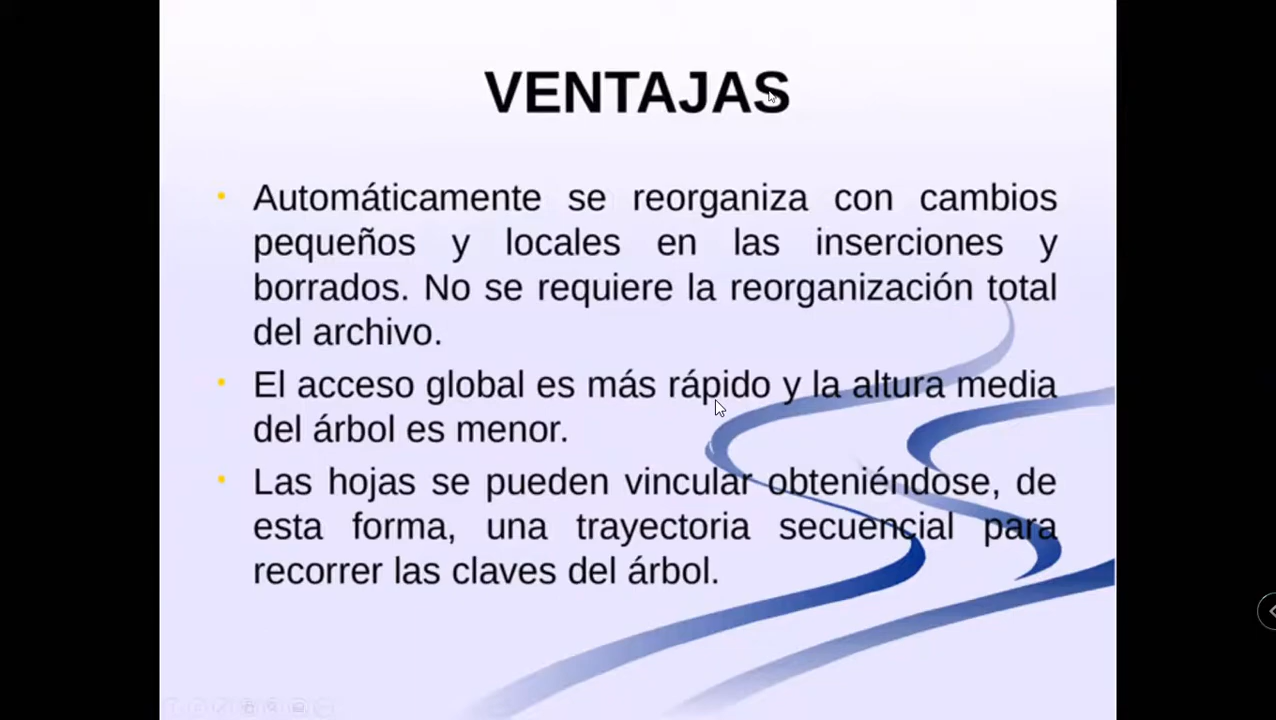 VENTAJAS
• Automáticamente se reorganiza con cambios
pequeños y locales en las inserciones y
borrados. No se requiere la reorganización total
del archivo.
• El acceso global es más rápido y la altura media
del árbol es menor.
• Las hojas se pueden vincular obteniéndose, de
esta forma, una trayectoria secuencial para
recorrer las claves del árbol.